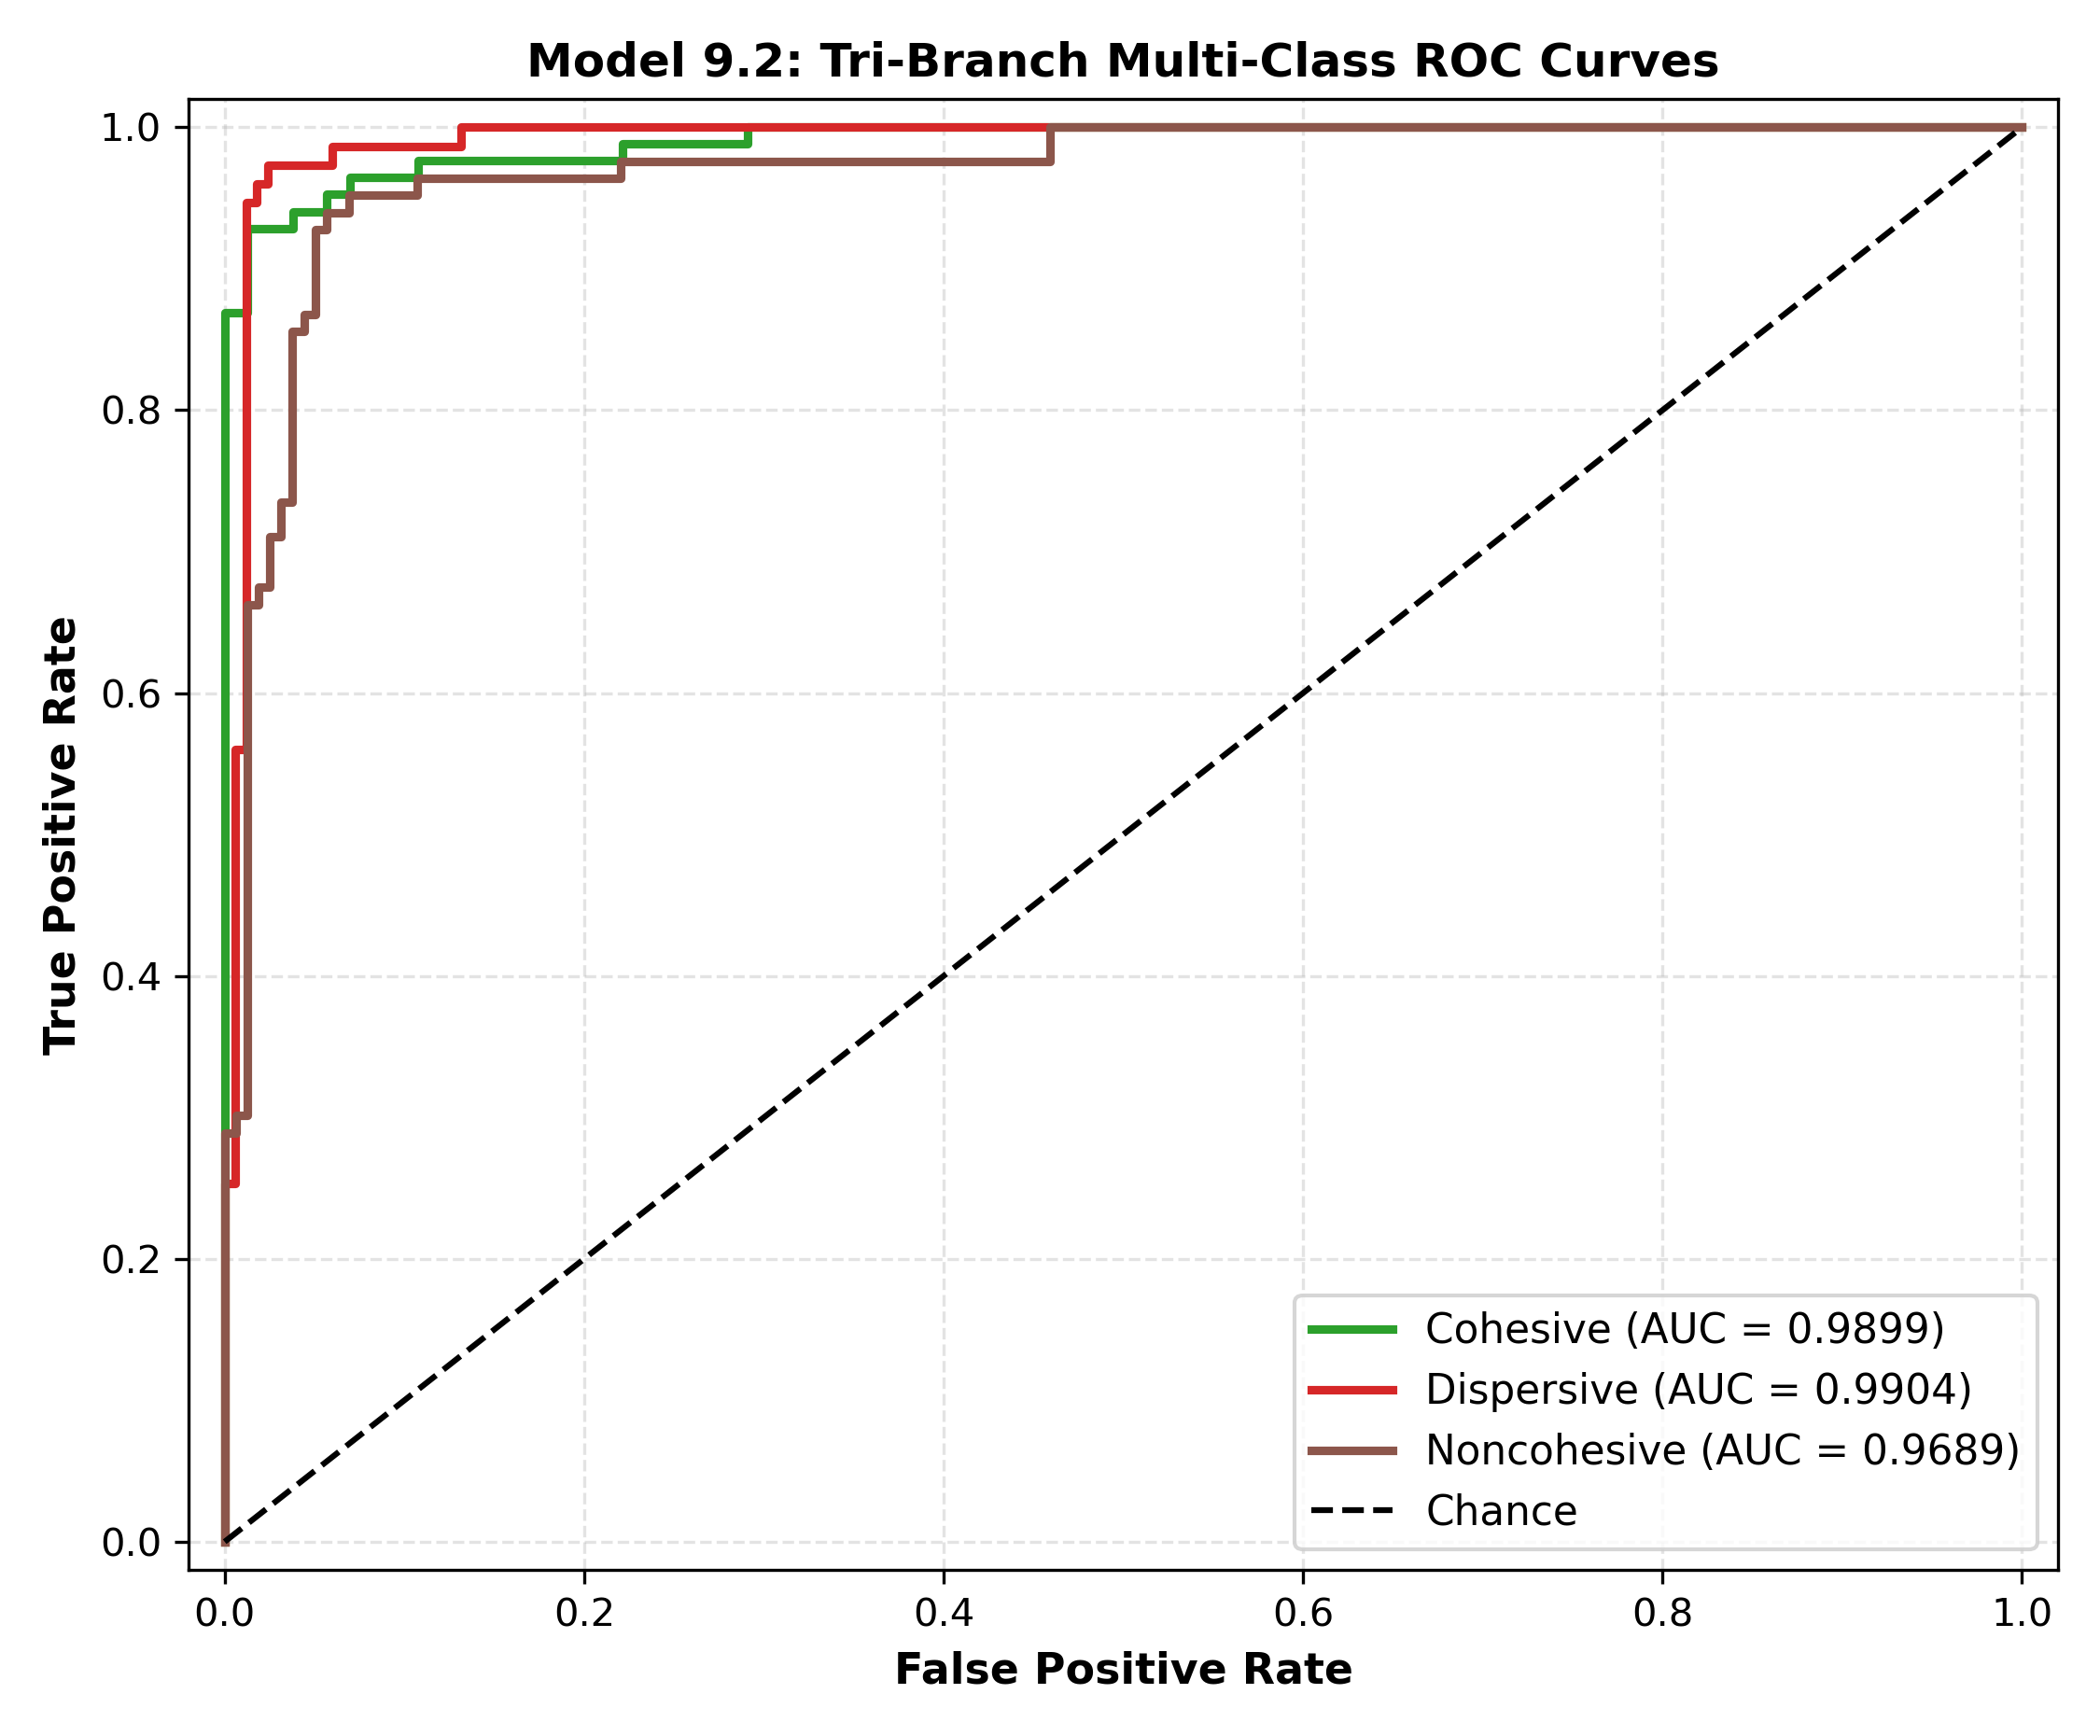 Model 9.2: Tri-Branch Multi-Class ROC Curves
True Positive Rate
1.0
0.8
0.6
0.4
0.2
0.0
Cohesive (AUC = 0.9899)
Dispersive (AUC = 0.9904)
Noncohesive (AUC = 0.9689)
Chance
0.0 0.2 0.4 0.6 0.8 1.0
False Positive Rate